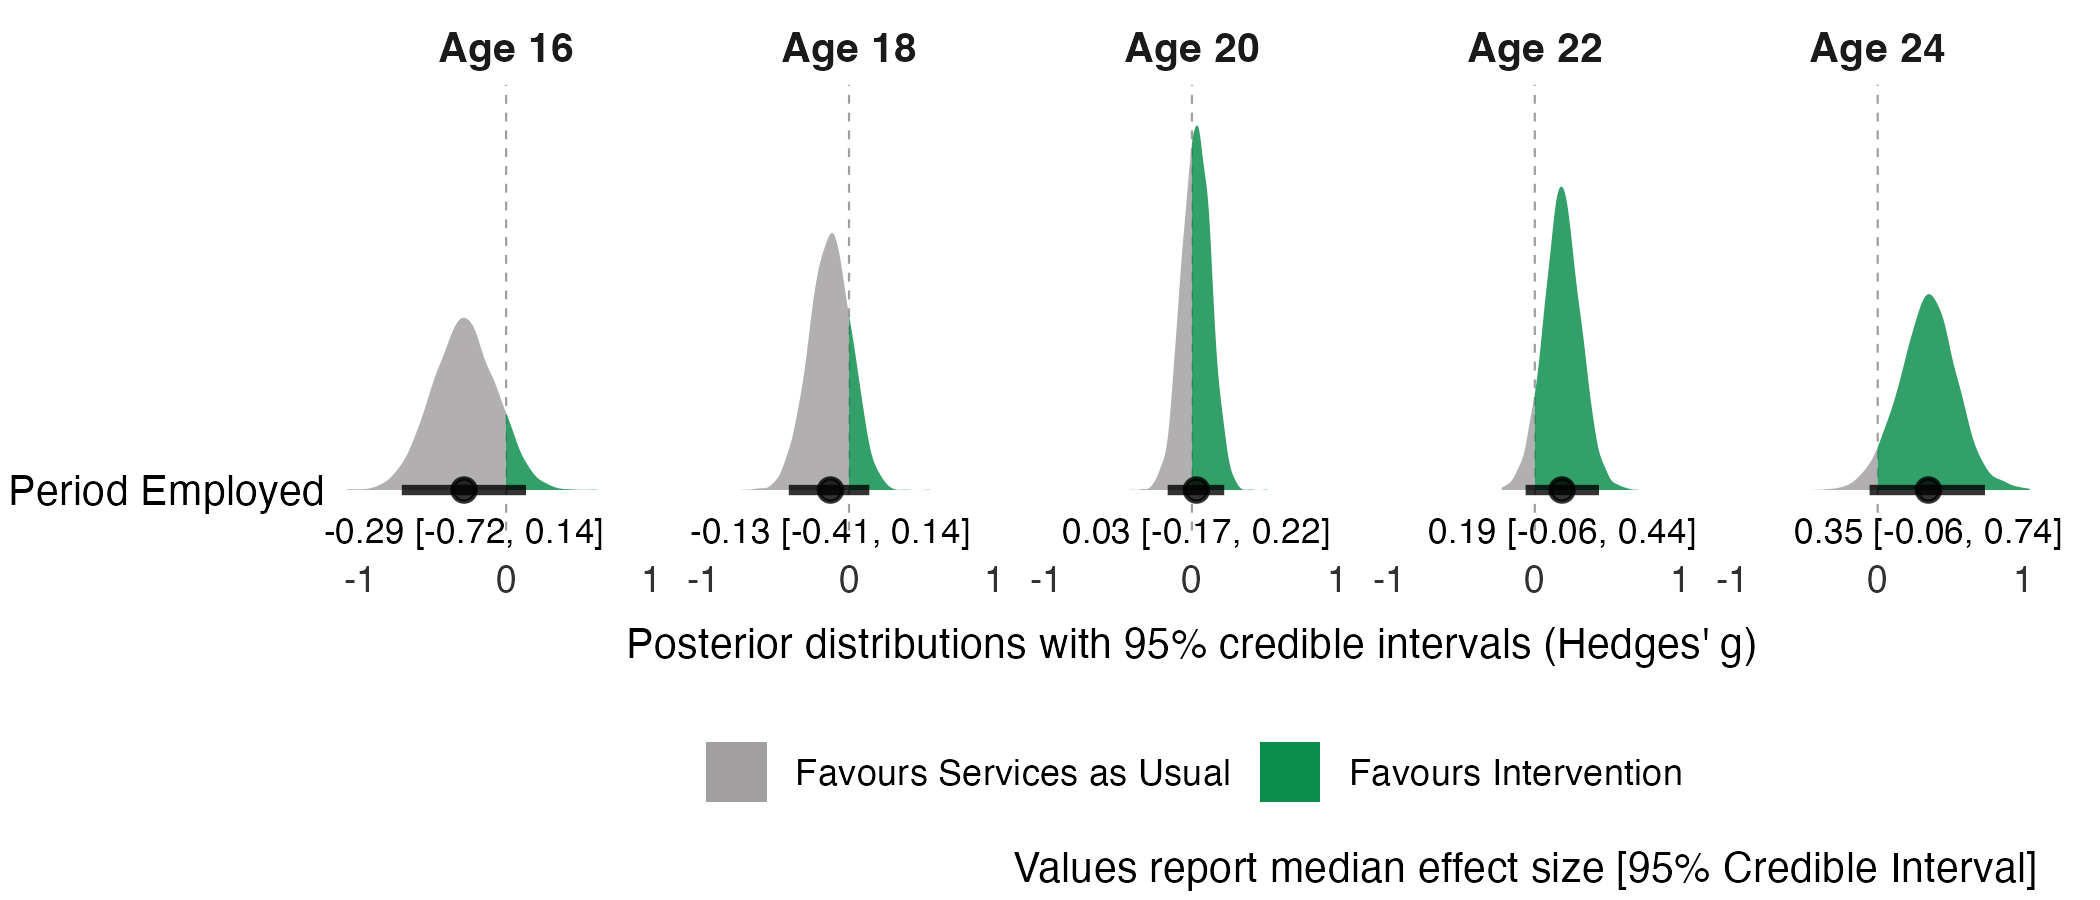 Age 16 Age 18 Age 20 Age 22 Age 24
Period Employed
-0.29 [-0.72, 0.14] -0.13 [-0.41, 0.14] 0.03 [-0.17, 0.22] 0.19 [-0.06, 0.44] 0.35 [-0.06, 0.74]
-1 0 1 -1 0 1 -1 0 1 -1 0 1 -1 0 1
Posterior distributions with 95% credible intervals (Hedges' g)
Favours Services as Usual Favours Intervention
Values report median effect size [95% Credible Interval]